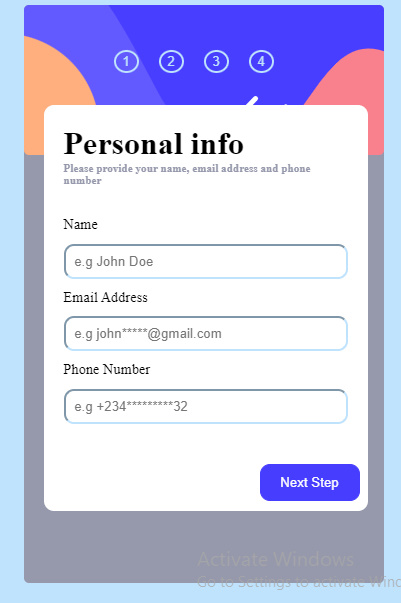 1 2 3 4
Personal info
Please provide your name, email address and phone
number
Name
e.g John Doe
Email Address
e.g john*****@gmail.com
Phone Number
e.g +234*********32
Next Step
Activate Windows
Go to Settings to activate Wind